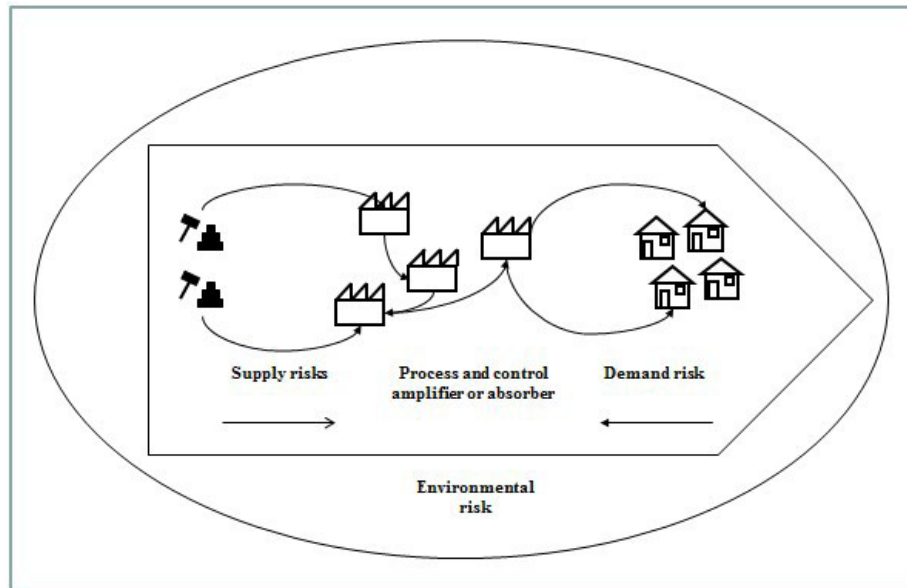 Supply risks
Process and control
amplifier or absorber
Demand risk
Environmental
risk